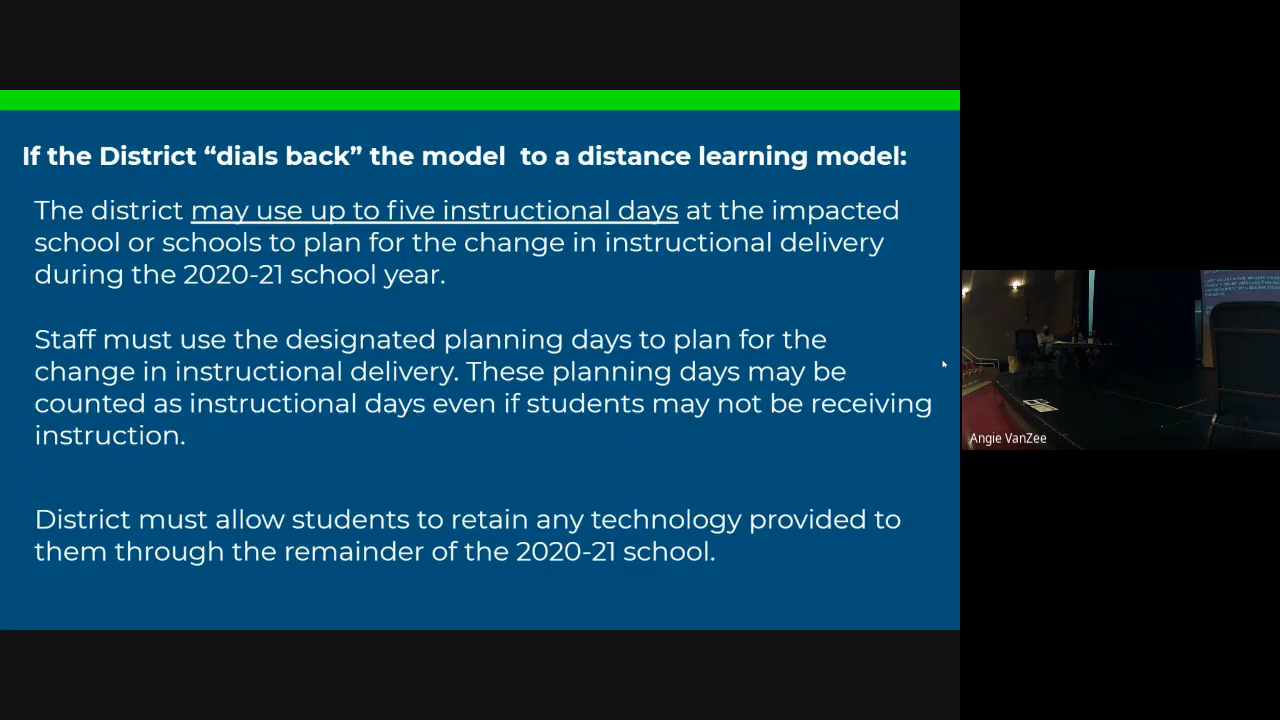 If the District “dials back” the model  to a distance learning model:
The district may use up to five instructional days at the impacted
school or schools to plan for the change in instructional delivery
during the 2020-21 school year.
Staff must use the designated planning days to plan for the
change in instructional delivery. These planning days may be
counted as instructional days even if students may not be receiving
instruction.
District must allow students to retain any technology provided to
them through the remainder of the 2020-21 school.
Angie VanZee